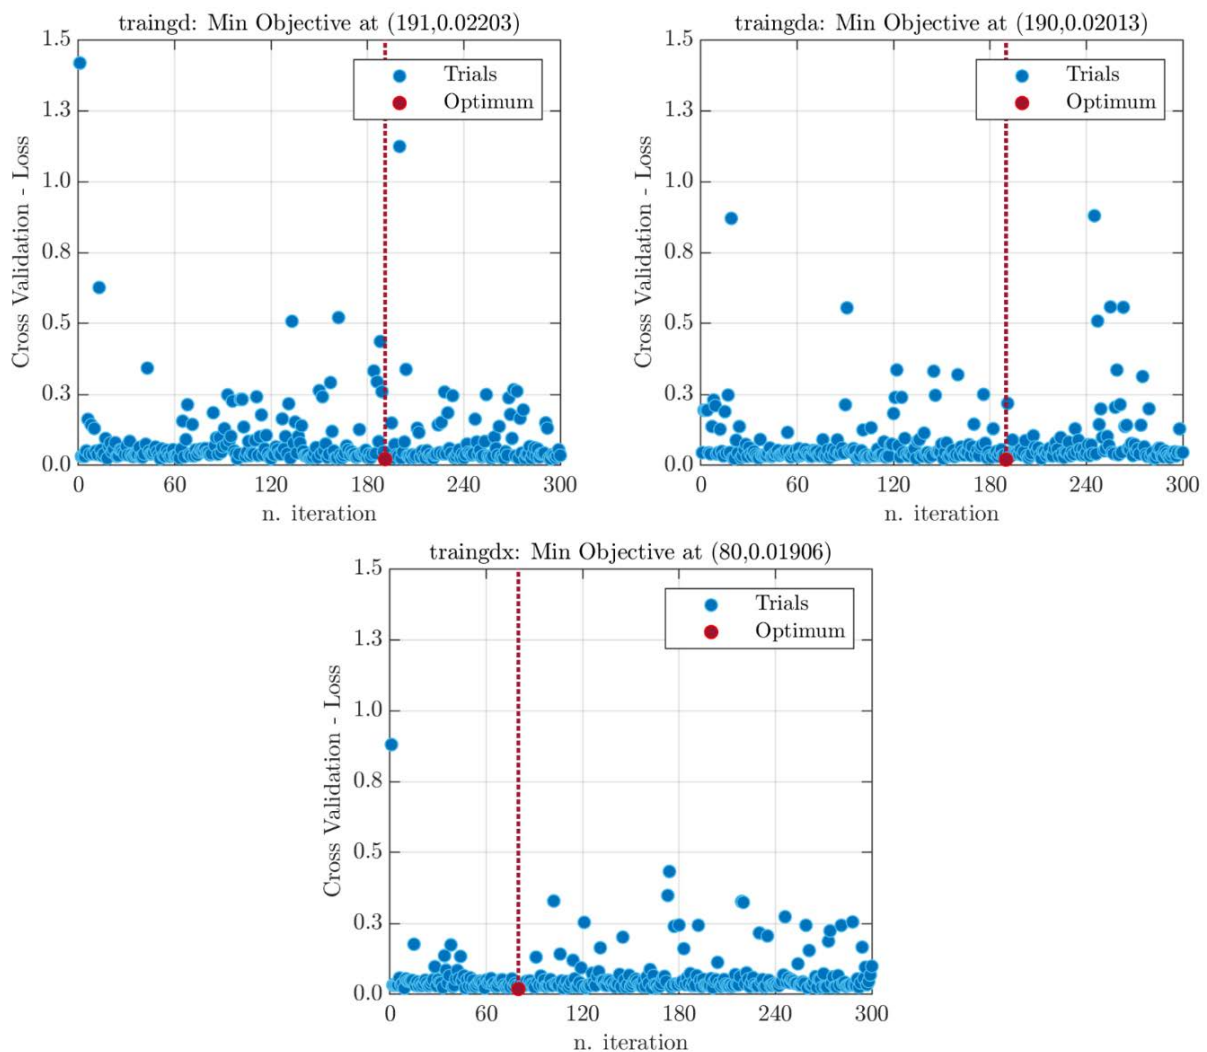 traingd: Min Objective at (191,0.02203)
1.5
1.3
1.0
0.8
0.5
0.3
0.0
Cross Validation - Loss
Trials
Optimum
0 60 120 180 240 300
n. iteration
traingda: Min Objective at (190,0.02013)
1.5
1.3
1.0
0.8
0.5
0.3
0.0
Cross Validation - Loss
Trials
Optimum
0 60 120 180 240 300
n. iteration
traingdx: Min Objective at (80,0.01906)
1.5
1.3
1.0
0.8
0.5
0.3
0.0
Cross Validation - Loss
Trials
Optimum
0 60 120 180 240 300
n. iteration